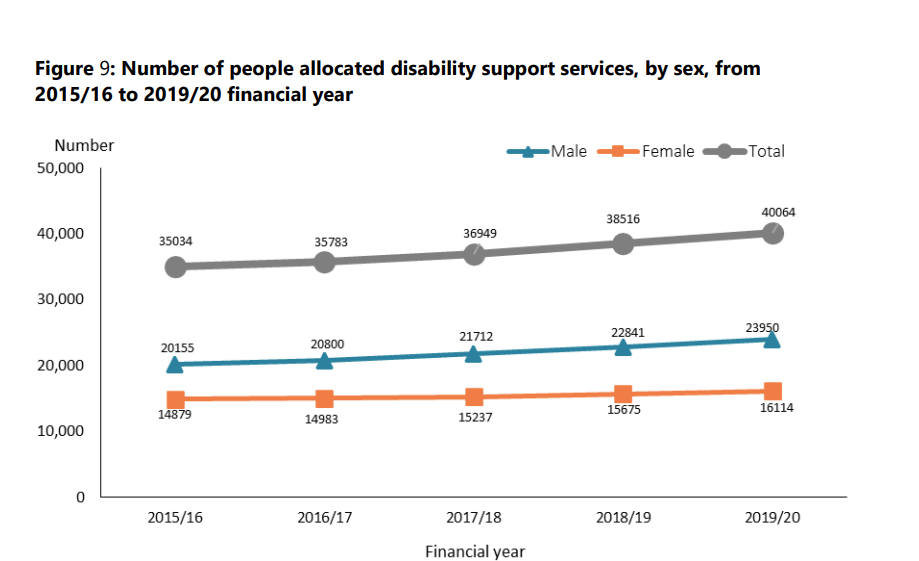 Figure 9: Number of people allocated disability support services, by sex, from
2015/16 to 2019/20 financial year
Number
Male Female Total
50,000
40,000
30,000
20,000
10,000
0
35034 35783 36949 38516 40064
20155 20800 21712 22841 23950
14879 14983 15237 15675 16114
2015/16 2016/17 2017/18 2018/19 2019/20
Financial year